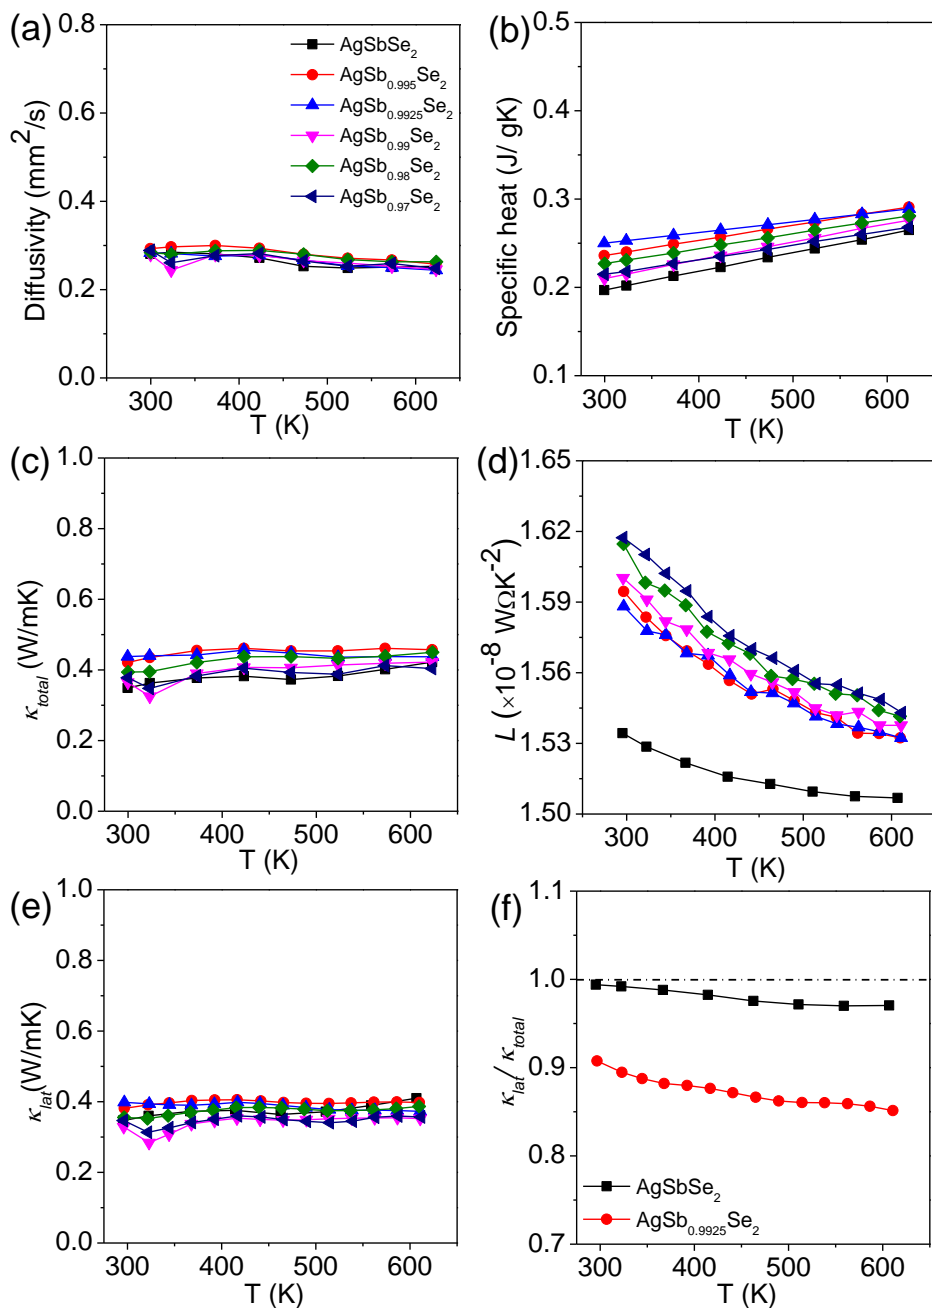 (a)
0.8
0.6
0.4
0.2
0.0
Diffusivity (mm²/s)
AgSbSe₂
AgSb₀.₉₉₅Se₂
AgSb₀.₉₉₂₅Se₂
AgSb₀.₉₉Se₂
AgSb₀.₉₈Se₂
AgSb₀.₉₇Se₂
300 400 500 600
T (K)
(b)
0.5
0.4
0.3
0.2
0.1
Specific heat (J/ gK)
300 400 500 600
T (K)
(c)
1.0
0.8
0.6
0.4
0.2
0.0
κ_total (W/mK)
300 400 500 600
T (K)
(d)
1.65
1.62
1.59
1.56
1.53
1.50
L (×10⁻⁸ WΩK⁻²)
300 400 500 600
T (K)
(e)
1.0
0.8
0.6
0.4
0.2
0.0
κ_lat(W/mK)
300 400 500 600
T (K)
(f)
1.1
1.0
0.9
0.8
0.7
κ_lat/ κ_total
AgSbSe₂
AgSb₀.₉₉₂₅Se₂
300 400 500 600
T (K)